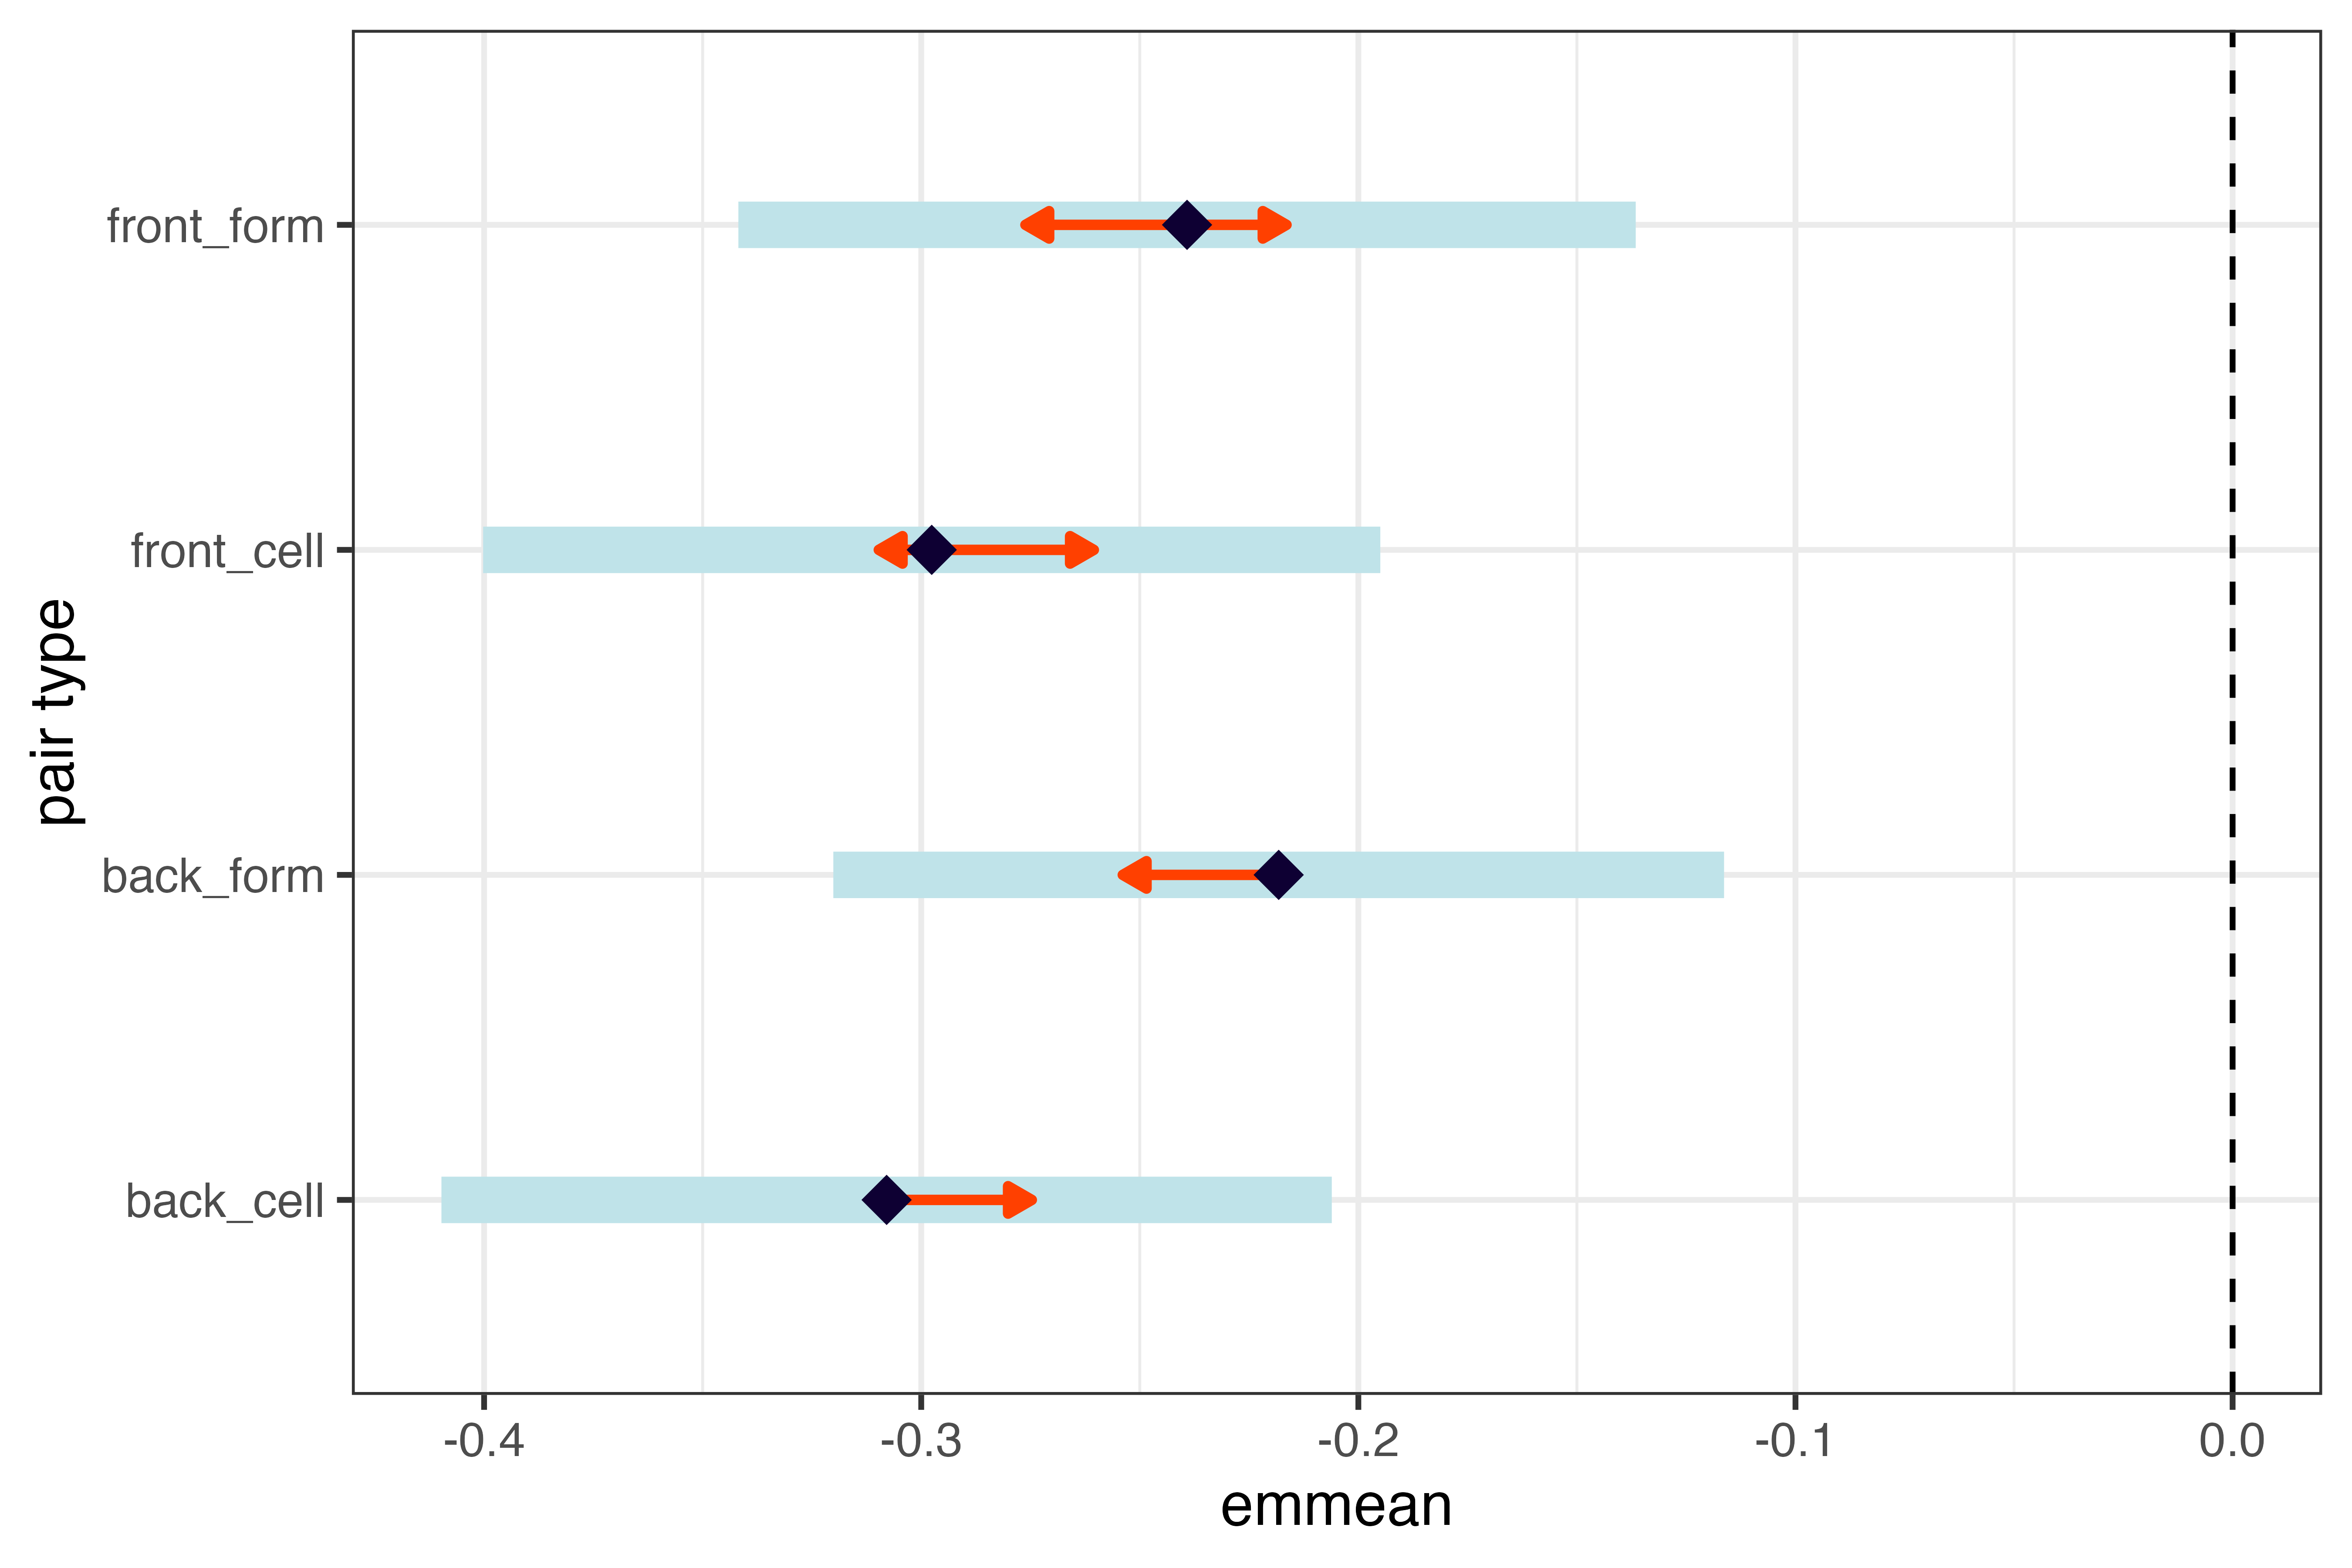 front_form
front_cell
back_form
back_cell
pair type
-0.4 -0.3 -0.2 -0.1 0.0
emmean